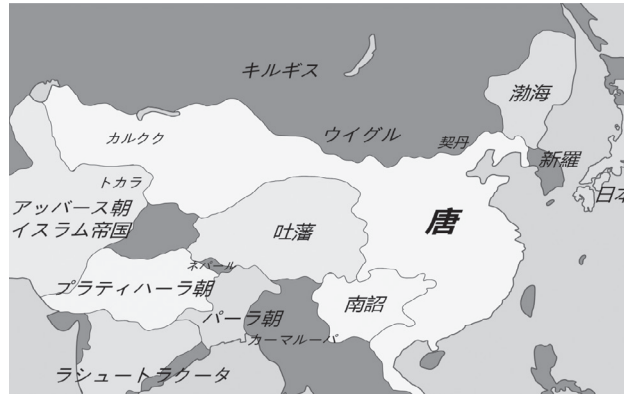 キルギス
渤海
カルクク
ウイグル
契丹
新羅
トカラ
日本
アッバース朝
イスラム帝国
吐藩
唐
ネパール
プラティハーラ朝
南詔
パーラ朝
カーマルーパ
ラシュートラクータ